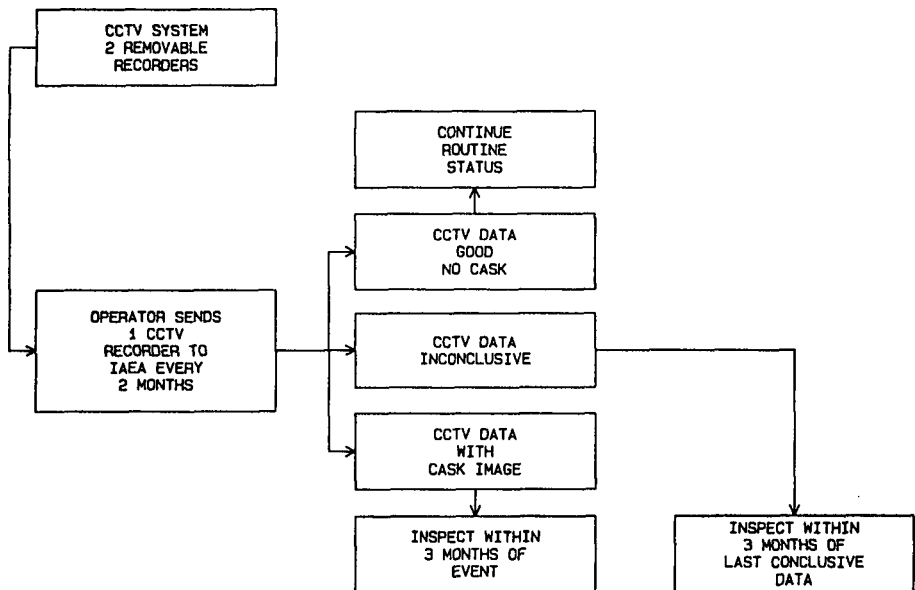 CCTV SYSTEM
2 REMOVABLE
RECORDERS
CONTINUE
ROUTINE
STATUS
CCTV DATA
GOOD
NO CASK
OPERATOR SENDS
1 CCTV
RECORDER TO
IAEA EVERY
2 MONTHS
CCTV DATA
INCONCLUSIVE
CCTV DATA
WITH
CASK IMAGE
INSPECT WITHIN
3 MONTHS OF
EVENT
INSPECT WITHIN
3 MONTHS OF
LAST CONCLUSIVE
DATA